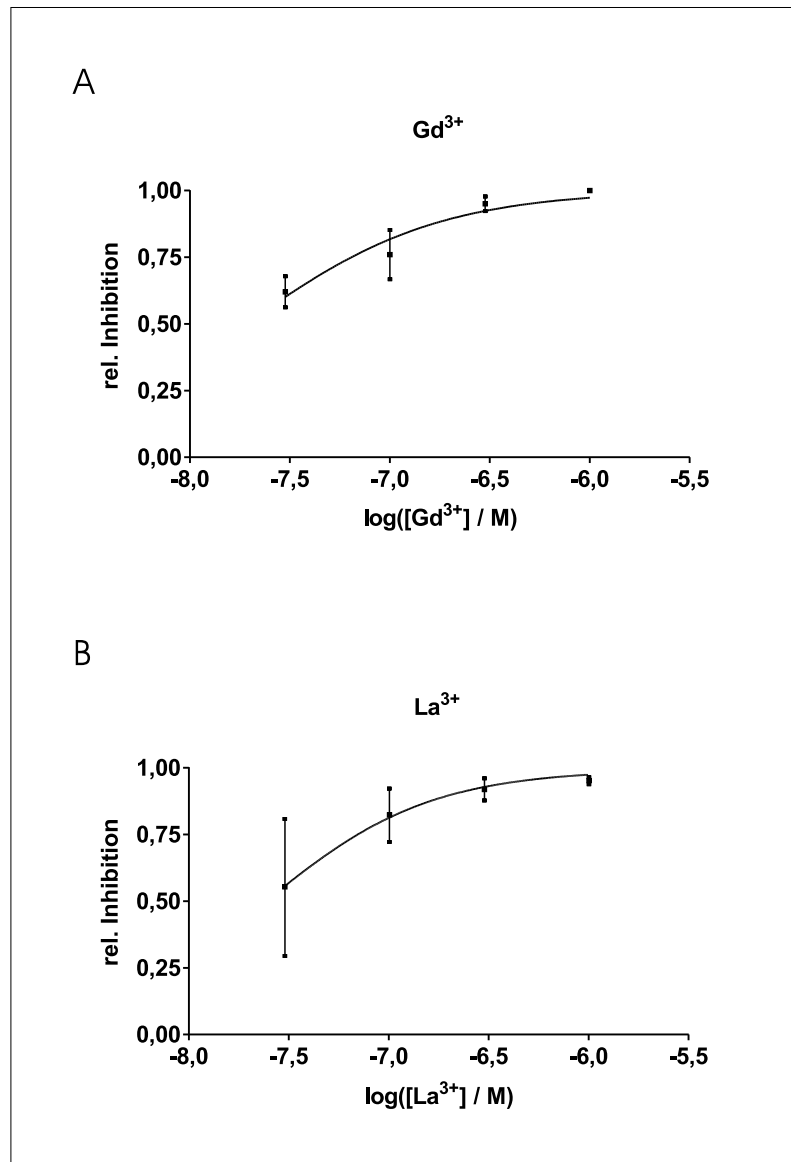 A
Gd³⁺
1,00
0,75
0,50
0,25
0,00
rel. Inhibition
-8,0 -7,5 -7,0 -6,5 -6,0 -5,5
log([Gd³⁺] / M)
B
La³⁺
1,00
0,75
0,50
0,25
0,00
rel. Inhibition
-8,0 -7,5 -7,0 -6,5 -6,0 -5,5
log([La³⁺] / M)